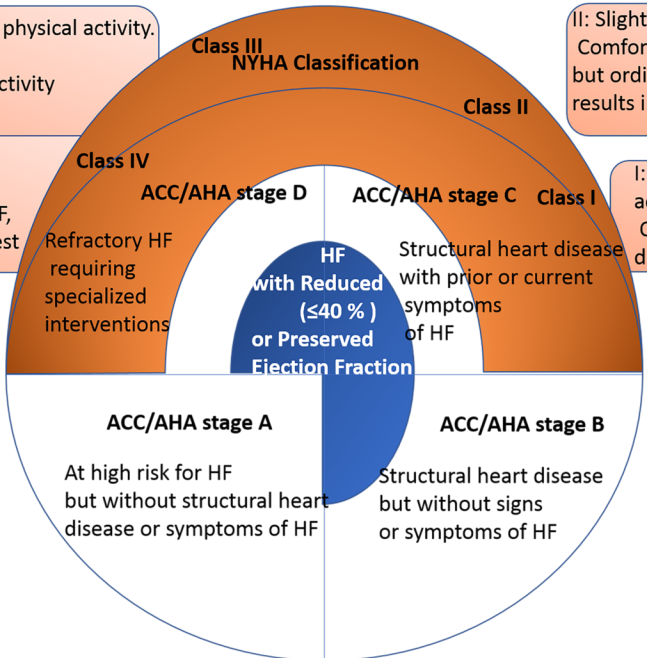 physical activity.
ctivity
F,
est
II: Slight
Comfor
but ordi
results i
I:
ac
C
d
Class III
NYHA Classification
Class II
Class IV
Class I
ACC/AHA stage D
ACC/AHA stage C
Refractory HF
requiring
specialized
interventions
Structural heart disease
with prior or current
symptoms
of HF
HF
with Reduced
(≤40 % )
or Preserved
Ejection Fraction
ACC/AHA stage A
At high risk for HF
but without structural heart
disease or symptoms of HF
ACC/AHA stage B
Structural heart disease
but without signs
or symptoms of HF